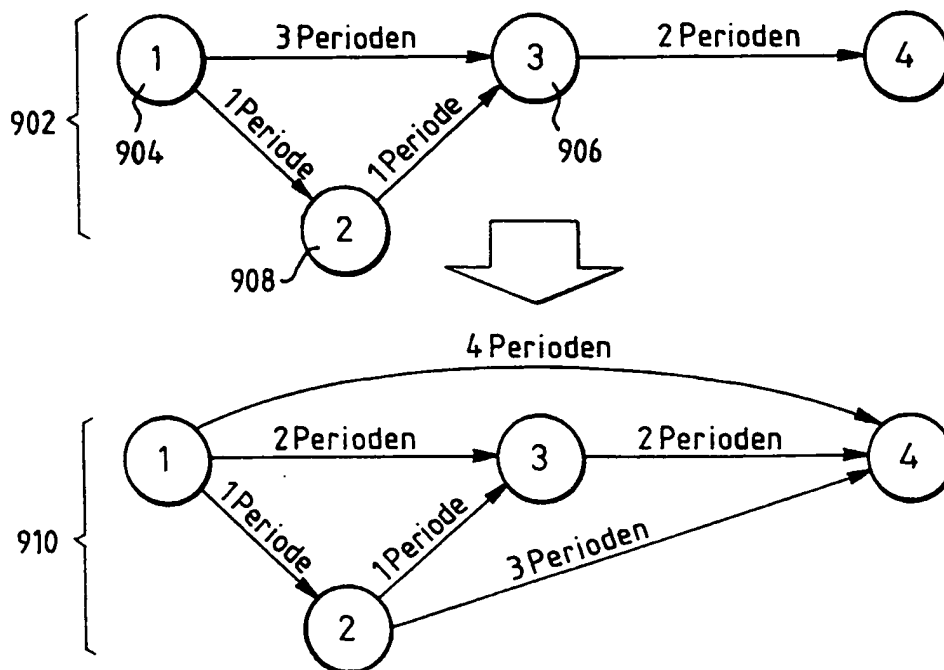 1
3 Perioden
3
2 Perioden
4
902
904
1 Periode
1 Periode
906
2
908
4 Perioden
1
2 Perioden
3
2 Perioden
4
910
1 Periode
1 Periode
3 Perioden
2